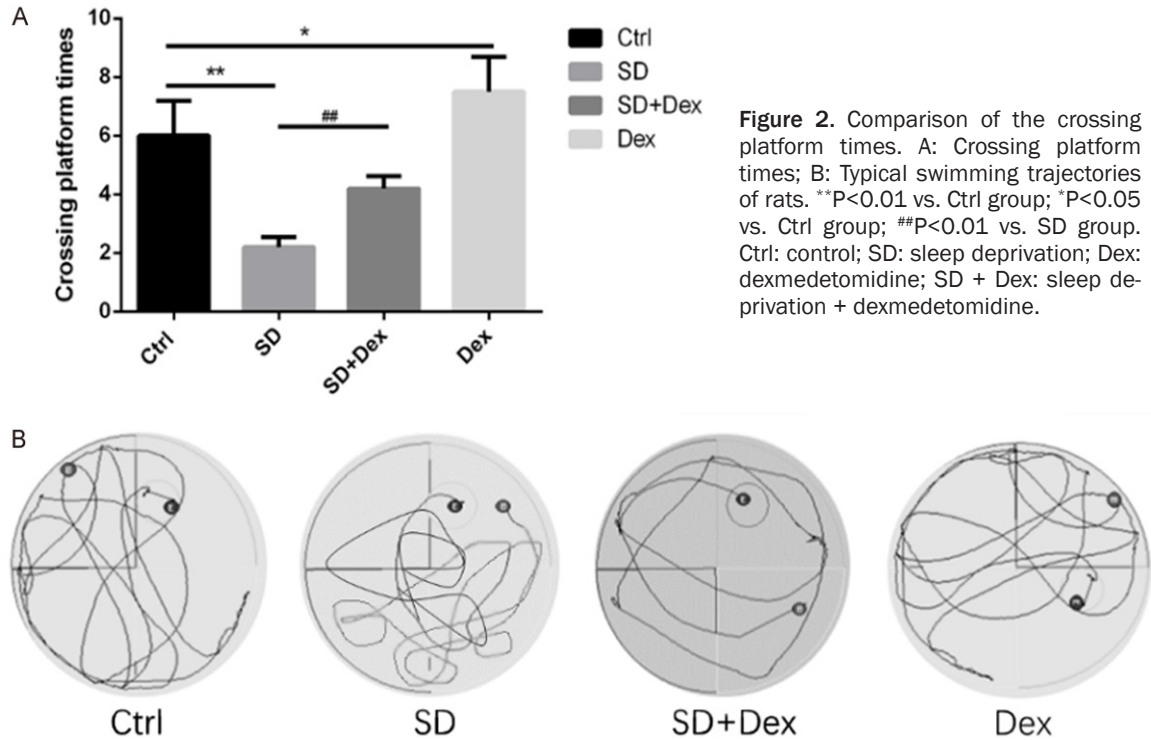 A
Crossing platform times
10
8
6
4
2
0
*
**
##
Ctrl
SD
SD+Dex
Dex
Ctrl
SD
SD+Dex
Dex
Figure 2. Comparison of the crossing
platform times. A: Crossing platform
times; B: Typical swimming trajectories
of rats. **P<0.01 vs. Ctrl group; *P<0.05
vs. Ctrl group; ##P<0.01 vs. SD group.
Ctrl: control; SD: sleep deprivation; Dex:
dexmedetomidine; SD + Dex: sleep de-
privation + dexmedetomidine.
B
Ctrl
SD
SD+Dex
Dex